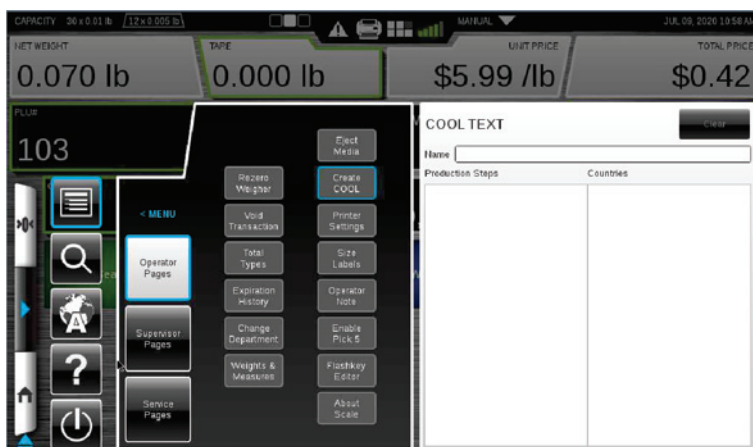 CAPACITY 30 x 0.01 lb / 12 x 0.005 lb \
MANUAL
JUL 09, 2020 10:58 AM
NET WEIGHT
0.070 lb
TARE
0.000 lb
UNIT PRICE
$5.99 /lb
TOTAL PRICE
$0.42
PLU#
103
< MENU
Operator
Pages
Supervisor
Pages
Service
Pages
Rezero
Weigher
Void
Transaction
Total
Types
Expiration
History
Change
Department
Weights &
Measures
Eject
Media
Create
COOL
Printer
Settings
Size
Labels
Operator
Note
Enable
Pick 5
Flashkey
Editor
About
Scale
COOL TEXT
Clear
Name
Production Steps
Countries
>0<
A
?